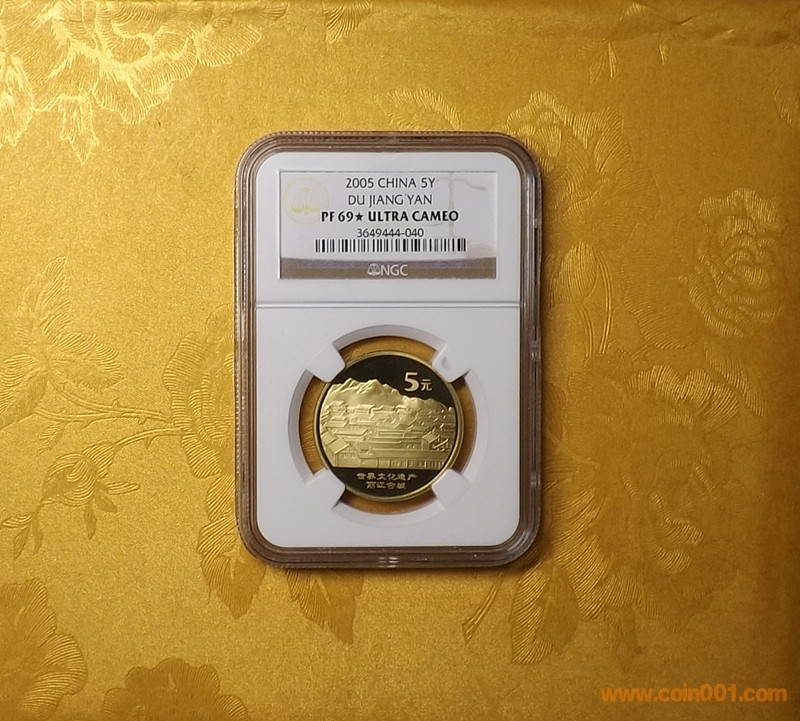 2005 CHINA 5Y
DU JIANG YAN
PF 69★ ULTRA CAMEO
3649444-040
NGC
5元
世界文化遗产
丽江古城
www.coin001.com